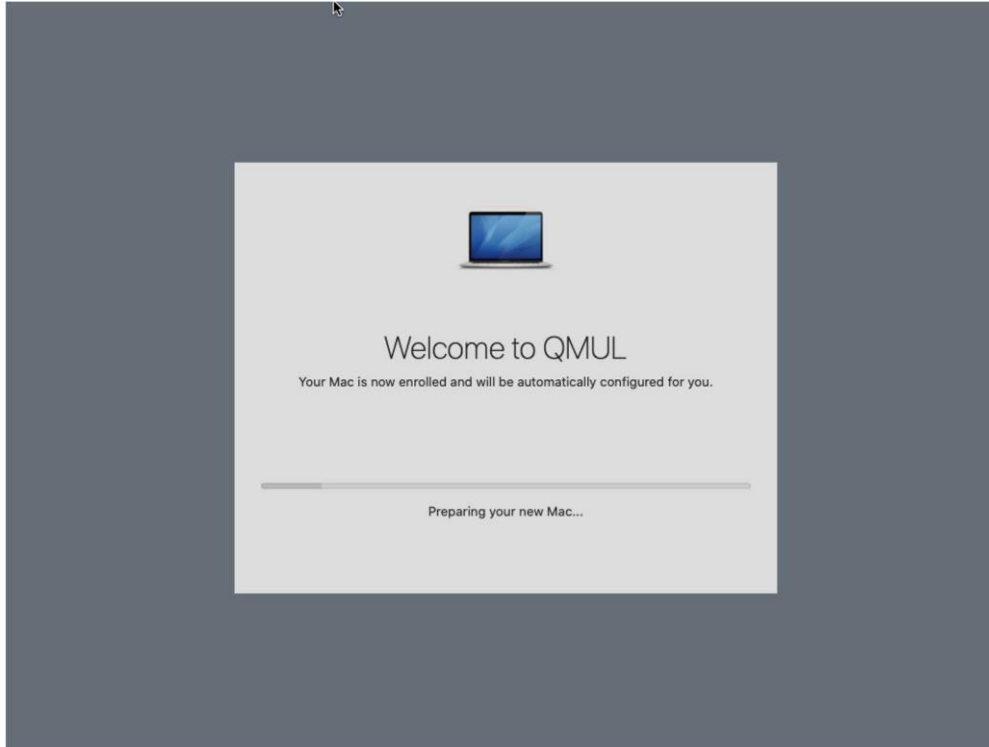 Welcome to QMUL
Your Mac is now enrolled and will be automatically configured for you.
Preparing your new Mac...